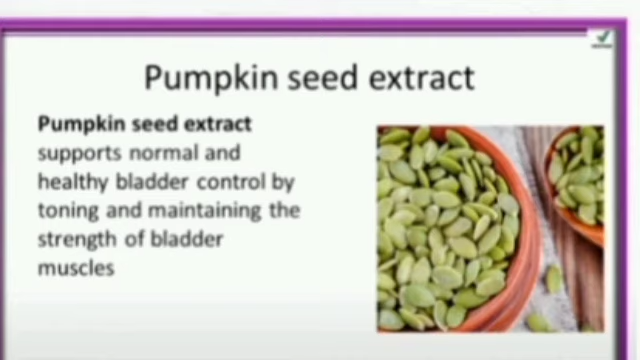 Pumpkin seed extract
Pumpkin seed extract
supports normal and
healthy bladder control by
toning and maintaining the
strength of bladder
muscles